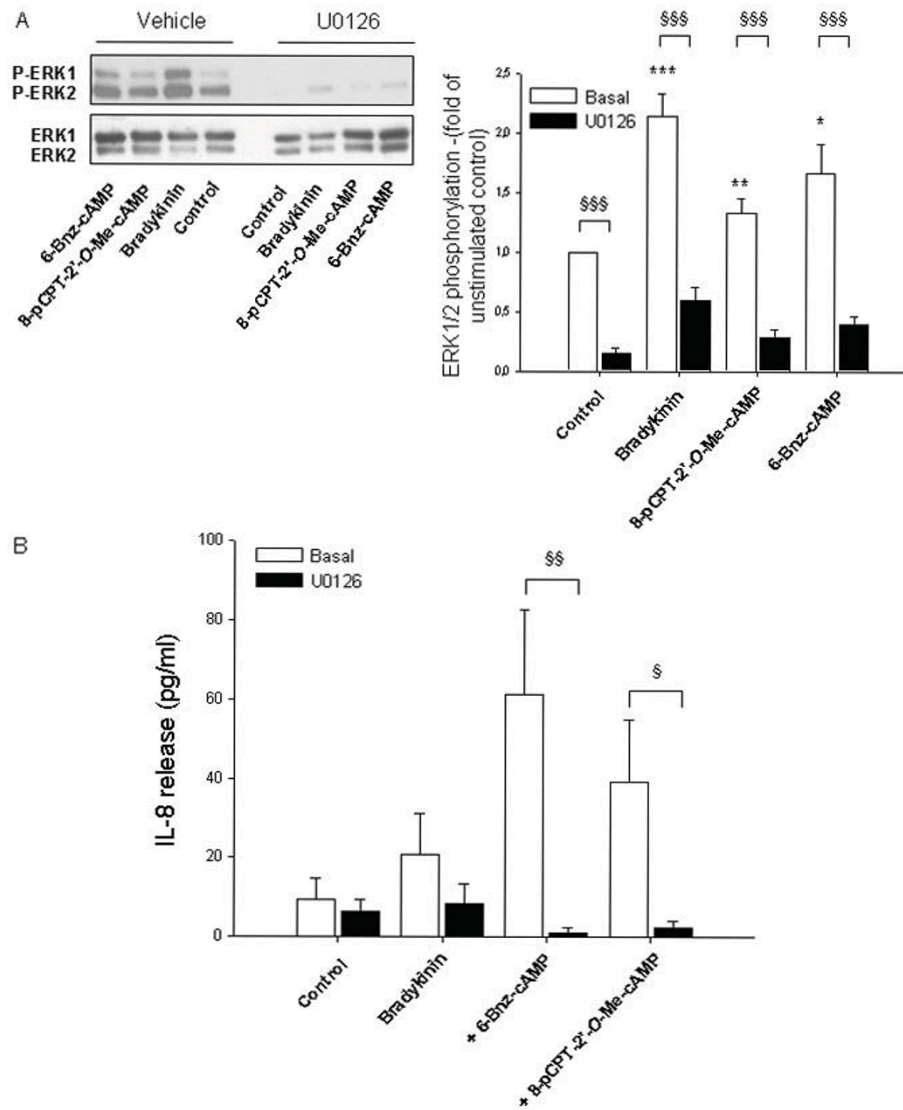 A
Vehicle
U0126
P-ERK1
P-ERK2
ERK1
ERK2
6-Bnz-cAMP
8-pCPT-2'-O-Me-cAMP
Bradykinin
Control
Control
Bradykinin
8-pCPT-2'-O-Me-cAMP
6-Bnz-cAMP
§§§
§§§
§§§
§§§
***
**
*
Basal
U0126
ERK1/2 phosphorylation -(fold of
unstimulated control)
2,5
2,0
1,5
1,0
0,5
0,0
Control
Bradykinin
8-pCPT-2'-O-Me-cAMP
6-Bnz-cAMP
B
Basal
U0126
§§
§
IL-8 release (pg/ml)
100
80
60
40
20
0
Control
Bradykinin
+ 6-Bnz-cAMP
+ 8-pCPT-2'-O-Me-cAMP